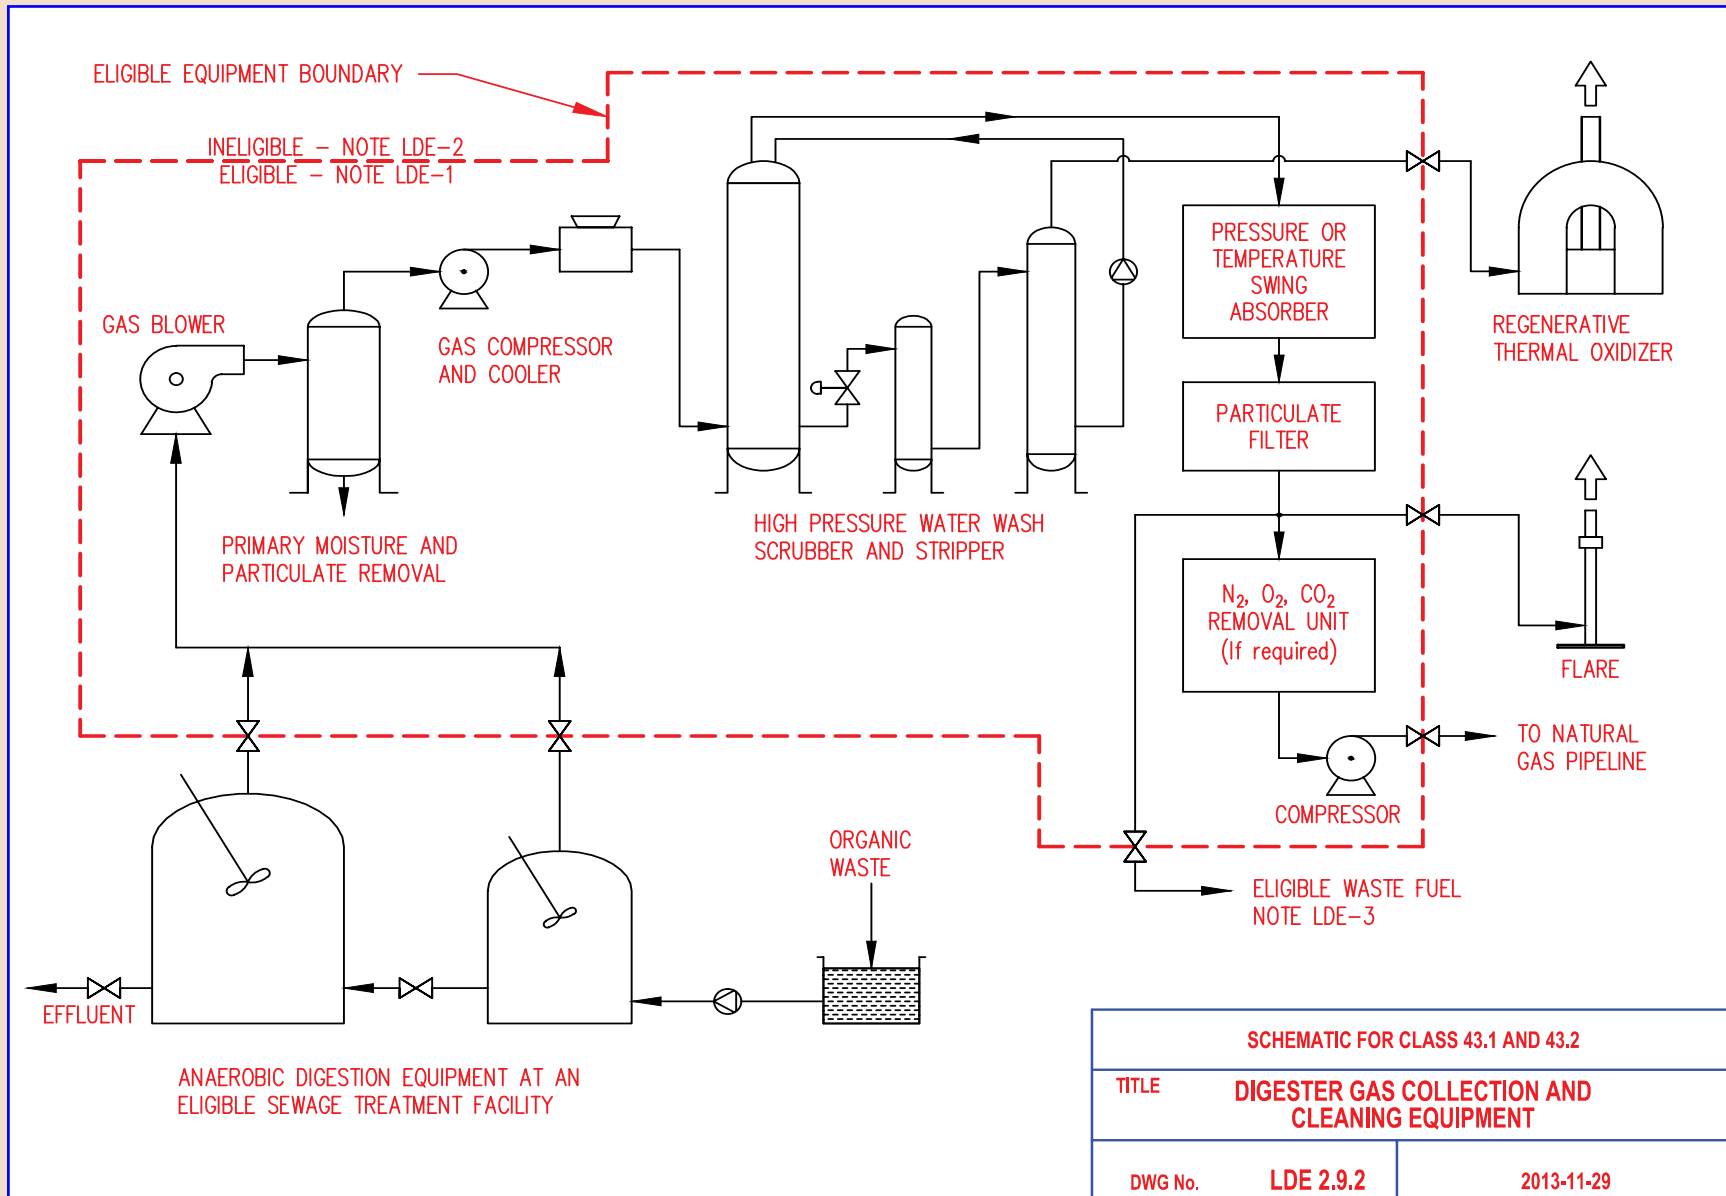 ELIGIBLE EQUIPMENT BOUNDARY
INELIGIBLE – NOTE LDE–2
ELIGIBLE – NOTE LDE–1
GAS BLOWER
GAS COMPRESSOR
AND COOLER
PRIMARY MOISTURE AND
PARTICULATE REMOVAL
HIGH PRESSURE WATER WASH
SCRUBBER AND STRIPPER
PRESSURE OR
TEMPERATURE
SWING
ABSORBER
PARTICULATE
FILTER
N₂, O₂, CO₂
REMOVAL UNIT
(If required)
REGENERATIVE
THERMAL OXIDIZER
FLARE
TO NATURAL
GAS PIPELINE
COMPRESSOR
ORGANIC
WASTE
ELIGIBLE WASTE FUEL
NOTE LDE–3
EFFLUENT
ANAEROBIC DIGESTION EQUIPMENT AT AN
ELIGIBLE SEWAGE TREATMENT FACILITY
SCHEMATIC FOR CLASS 43.1 AND 43.2
TITLE
DIGESTER GAS COLLECTION AND
CLEANING EQUIPMENT
DWG No. LDE 2.9.2
2013-11-29